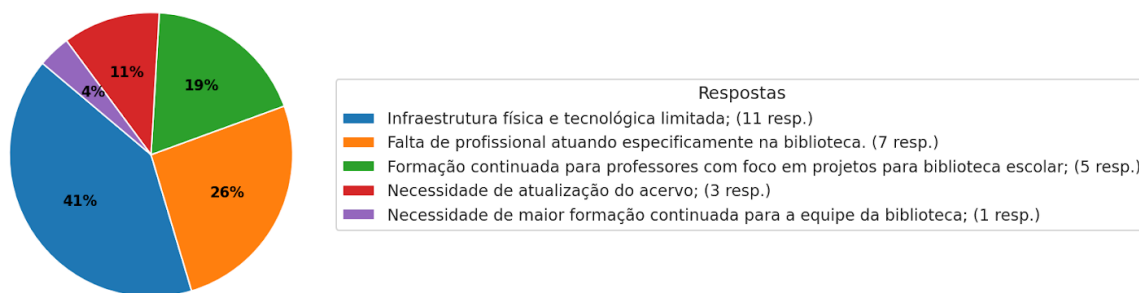 11%
4%
19%
41%
26%
Respostas
Infraestrutura física e tecnológica limitada; (11 resp.)
Falta de profissional atuando especificamente na biblioteca. (7 resp.)
Formação continuada para professores com foco em projetos para biblioteca escolar; (5 resp.)
Necessidade de atualização do acervo; (3 resp.)
Necessidade de maior formação continuada para a equipe da biblioteca; (1 resp.)